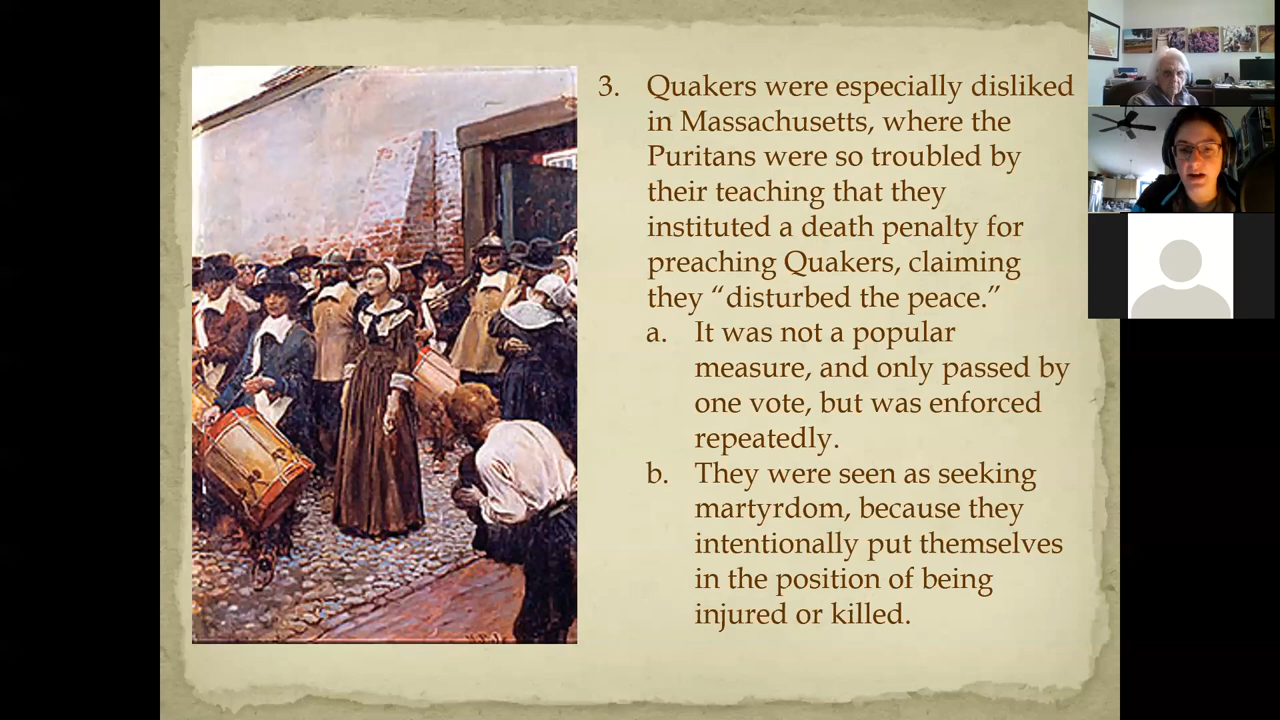 3. Quakers were especially disliked
in Massachusetts, where the
Puritans were so troubled by
their teaching that they
instituted a death penalty for
preaching Quakers, claiming
they “disturbed the peace.”
a. It was not a popular
measure, and only passed by
one vote, but was enforced
repeatedly.
b. They were seen as seeking
martyrdom, because they
intentionally put themselves
in the position of being
injured or killed.